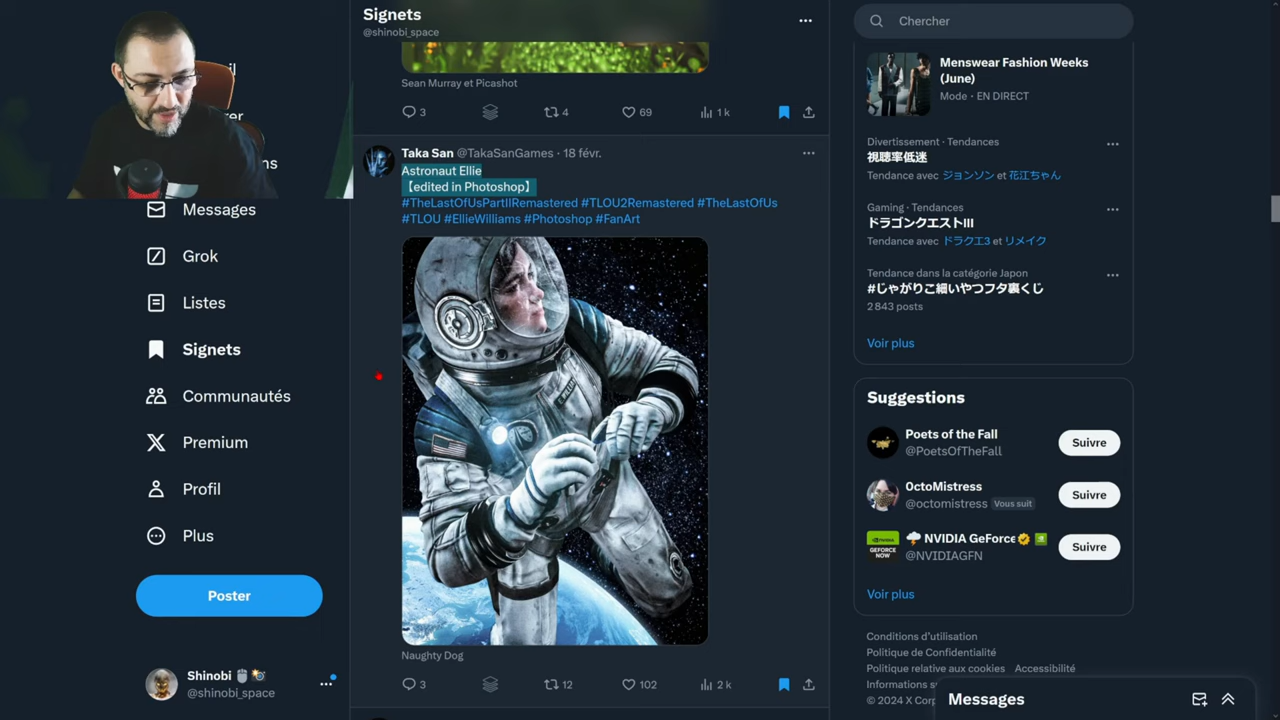 Signets
@shinobi_space
Sean Murray et Picashot
3
4
69
1 k
Taka San @TakaSanGames · 18 févr.
Astronaut Ellie
【edited in Photoshop】
#TheLastOfUsPartIIRemastered #TLOU2Remastered #TheLastOfUs
#TLOU #EllieWilliams #Photoshop #FanArt
Naughty Dog
3
12
102
2 k
Messages
Grok
Listes
Signets
Communautés
Premium
Profil
Plus
Poster
Shinobi
@shinobi_space
Chercher
Menswear Fashion Weeks
(June)
Mode · EN DIRECT
Divertissement · Tendances
視聴率低迷
Tendance avec ジョンソン et 花江ちゃん
Gaming · Tendances
ドラゴンクエストIII
Tendance avec ドラクエ3 et リメイク
Tendance dans la catégorie Japon
#じゃがりこ細いやつフタ裏くじ
2 843 posts
Voir plus
Suggestions
Poets of the Fall
@PoetsOfTheFall
Suivre
OctoMistress
@octomistress Vous suit
Suivre
NVIDIA GeForce
@NVIDIAGFN
Suivre
Voir plus
Conditions d'utilisation
Politique de Confidentialité
Politique relative aux cookies Accessibilité
Informations
© 2024 X Corp
Messages